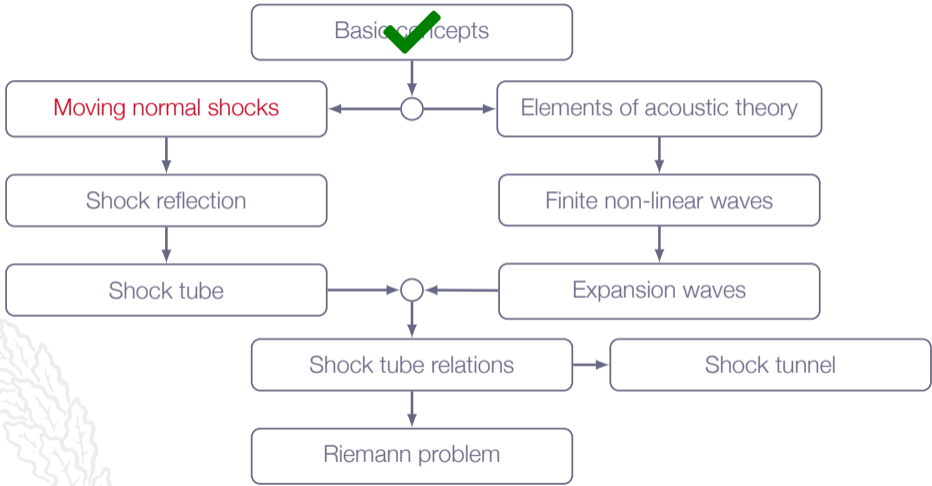 Basic concepts
Moving normal shocks
Elements of acoustic theory
Shock reflection
Finite non-linear waves
Shock tube
Expansion waves
Shock tube relations
Shock tunnel
Riemann problem